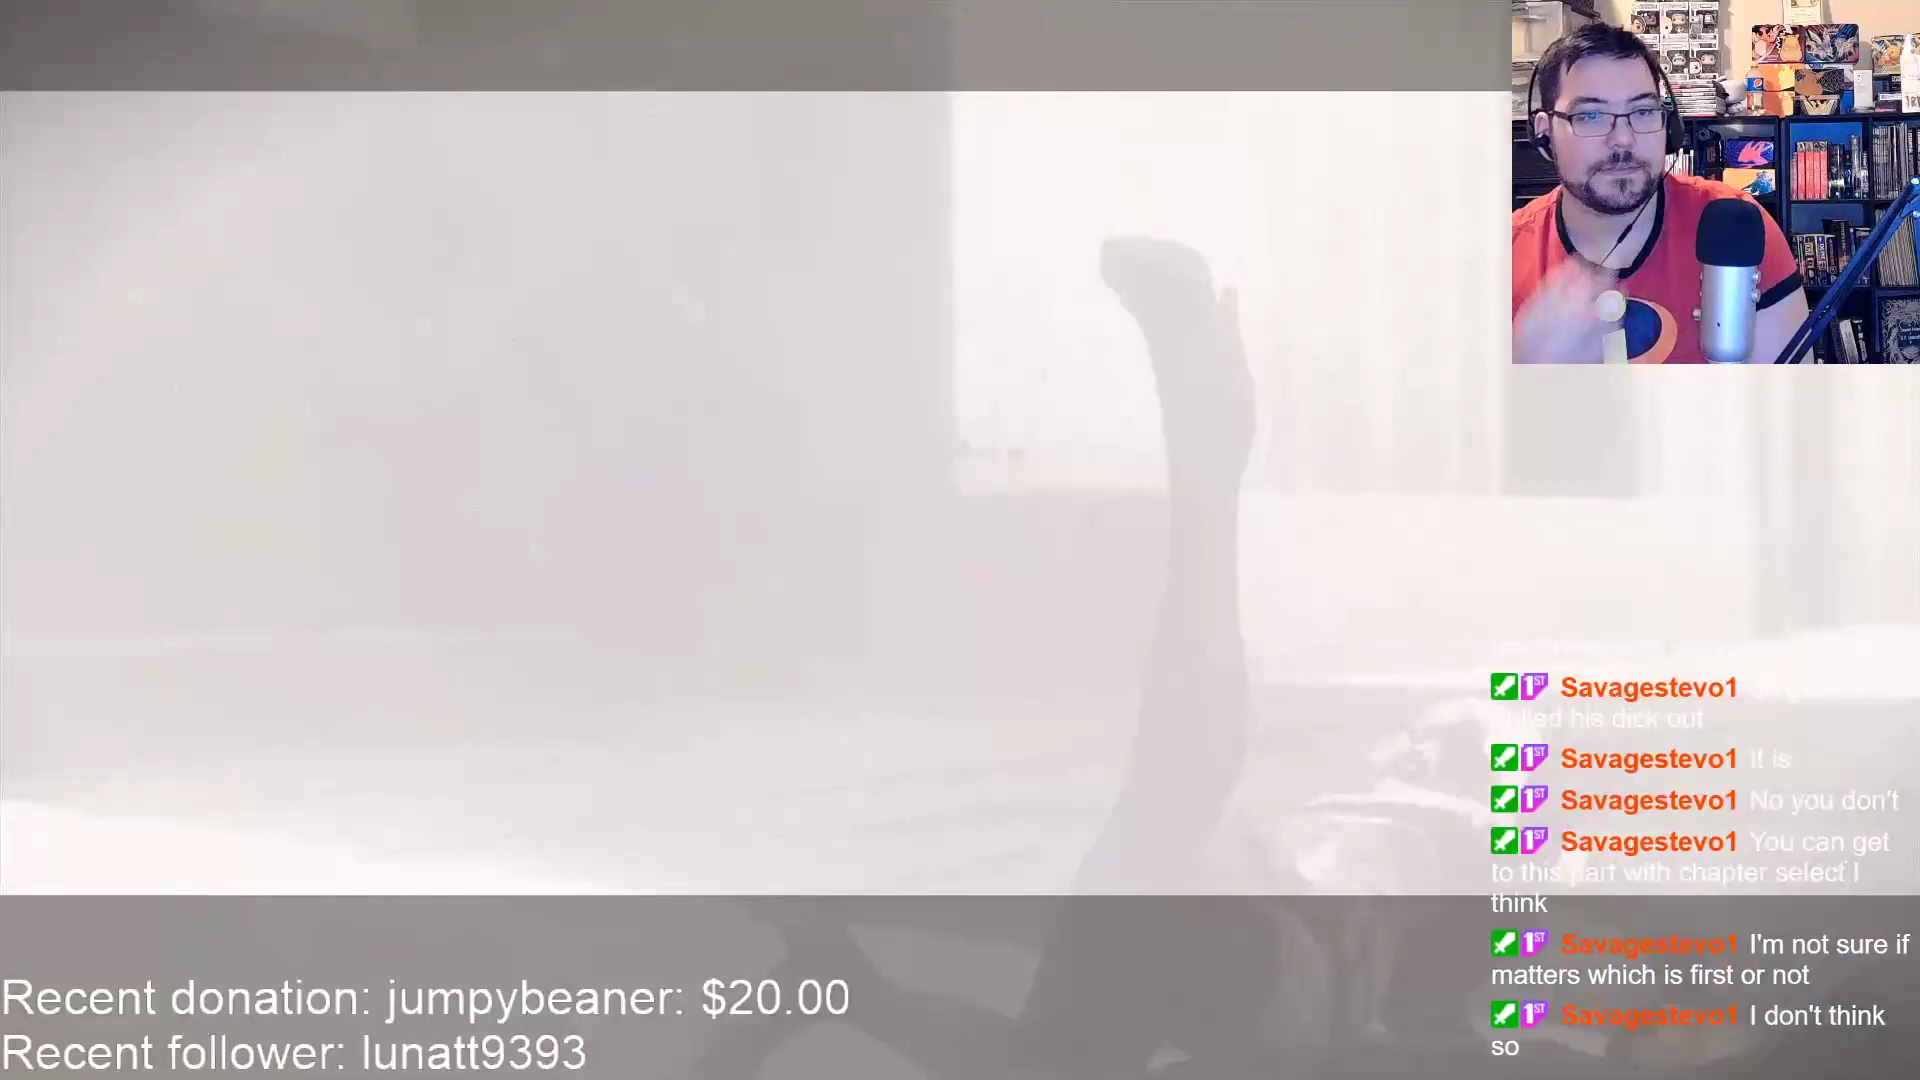 Savagestevo1
his dick out
Savagestevo1 It is
Savagestevo1 No you don't
Savagestevo1 You can get
to this part with chapter select I
think
Savagestevo1 I'm not sure if
matters which is first or not
Savagestevo1 I don't think
so
Recent donation: jumpybeaner: $20.00
Recent follower: lunatt9393